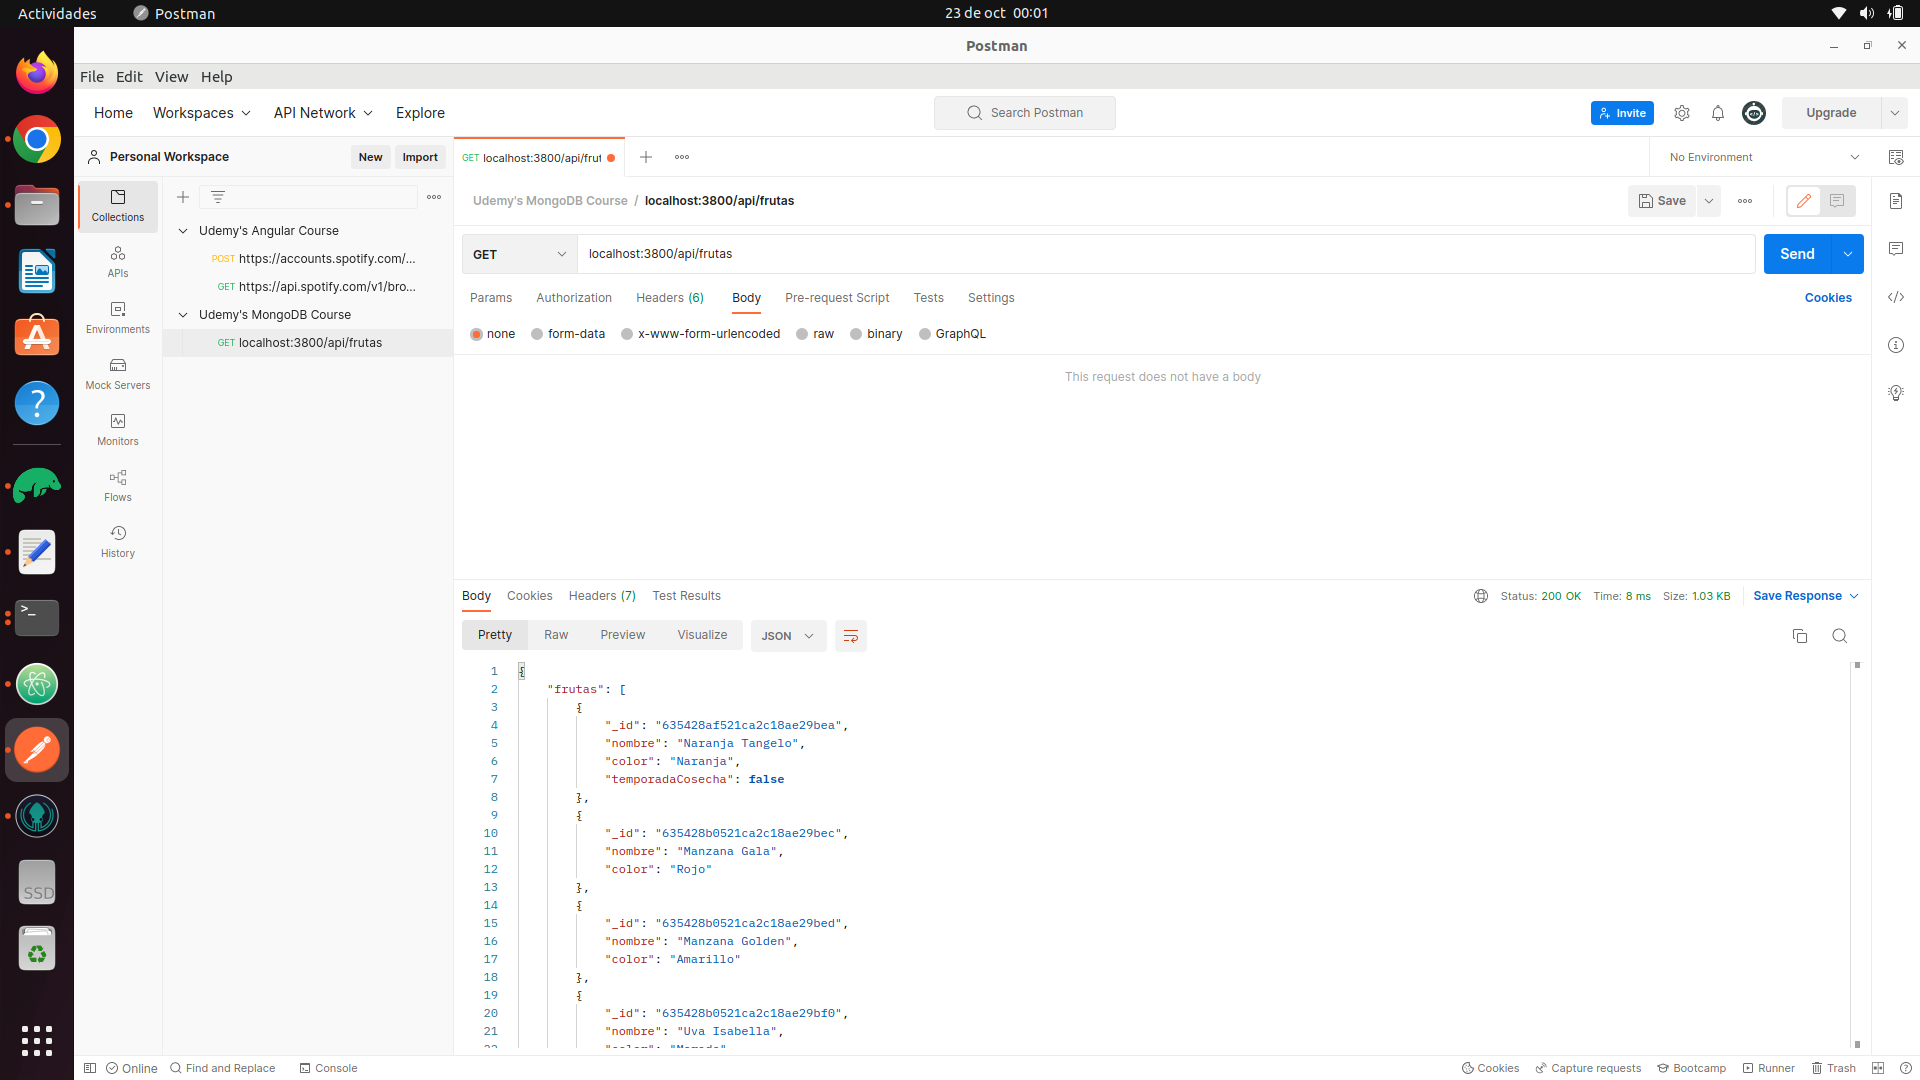 Actividades Postman 23 de oct 00:01
Postman
File Edit View Help
Home Workspaces API Network Explore Search Postman Invite Upgrade
Personal Workspace New Import GET localhost:3800/api/frut No Environment
Udemy's MongoDB Course / localhost:3800/api/frutas Save
Collections
APIs
Environments
Mock Servers
Monitors
Flows
History
Udemy's Angular Course
POST https://accounts.spotify.com/...
GET https://api.spotify.com/v1/bro...
Udemy's MongoDB Course
GET localhost:3800/api/frutas
GET localhost:3800/api/frutas Send
Params Authorization Headers (6) Body Pre-request Script Tests Settings Cookies
none form-data x-www-form-urlencoded raw binary GraphQL
This request does not have a body
Body Cookies Headers (7) Test Results Status: 200 OK Time: 8 ms Size: 1.03 KB Save Response
Pretty Raw Preview Visualize JSON
1 {
2 "frutas": [
3 {
4 "_id": "635428af521ca2c18ae29bea",
5 "nombre": "Naranja Tangelo",
6 "color": "Naranja",
7 "temporadaCosecha": false
8 },
9 {
10 "_id": "635428b0521ca2c18ae29bec",
11 "nombre": "Manzana Gala",
12 "color": "Rojo"
13 },
14 {
15 "_id": "635428b0521ca2c18ae29bed",
16 "nombre": "Manzana Golden",
17 "color": "Amarillo"
18 },
19 {
20 "_id": "635428b0521ca2c18ae29bf0",
21 "nombre": "Uva Isabella",
SSD
Online Find and Replace Console Cookies Capture requests Bootcamp Runner Trash